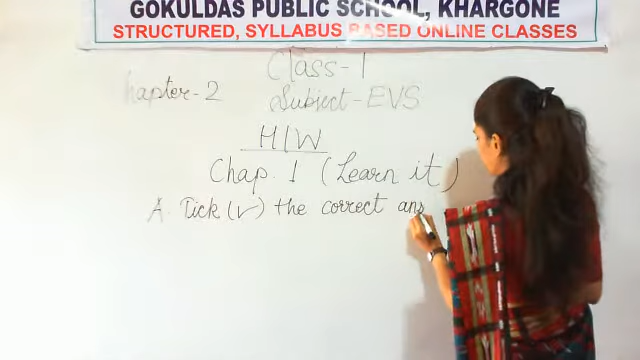 GOKULDAS PUBLIC SCHOOL, KHARGONE
STRUCTURED, SYLLABUS BASED ONLINE CLASSES
Class-1
hapter-2
Subject-EVS
H/W
Chap. 1 (Learn it)
A. Tick (✓) the correct ans